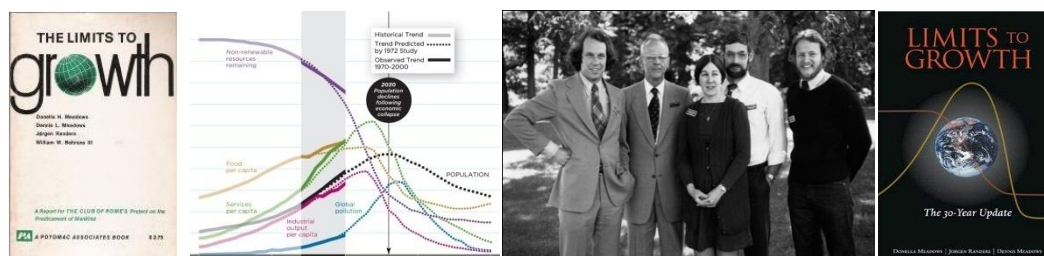 THE LIMITS TO
growth
Donella H. Meadows
Dennis L. Meadows
Jørgen Randers
William W. Behrens III
A Report for THE CLUB OF ROME'S Project on the
Predicament of Mankind
A POTOMAC ASSOCIATES BOOK $2.75
Non-renewable
resources
remaining
Food
per capita
Services
per capita
Industrial
output
per capita
Global
pollution
POPULATION
Historical Trend
Trend Predicted
by 1972 Study
Observed Trend
1970-2000
2030
Population
declines
following
economic
collapse
LIMITS TO
GROWTH
The 30-Year Update
DONELLA MEADOWS | JORGEN RANDERS | DENNIS MEADOWS